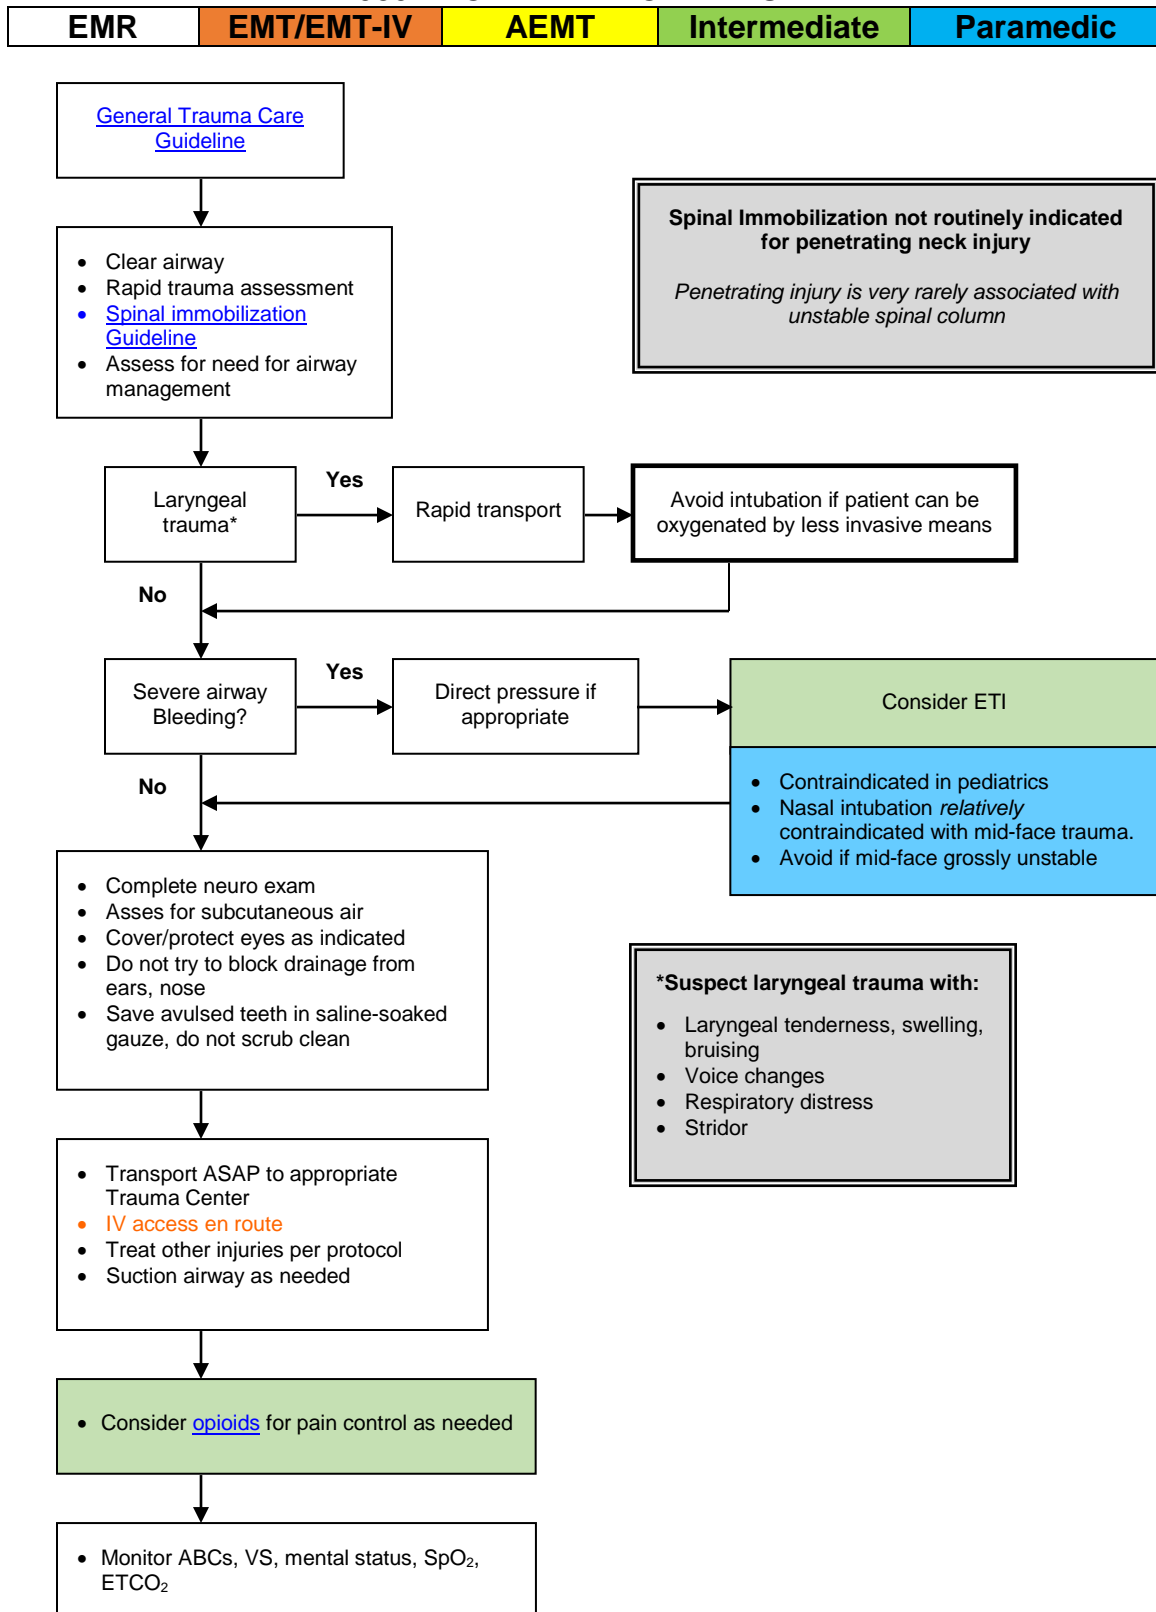 EMR EMT/EMT-IV AEMT Intermediate Paramedic
General Trauma Care
Guideline
Spinal Immobilization not routinely indicated
for penetrating neck injury
Penetrating injury is very rarely associated with
unstable spinal column
• Clear airway
• Rapid trauma assessment
• Spinal immobilization
Guideline
• Assess for need for airway
management
Laryngeal
trauma*
Yes
Rapid transport
Avoid intubation if patient can be
oxygenated by less invasive means
No
Severe airway
Bleeding?
Yes
Direct pressure if
appropriate
Consider ETI
• Contraindicated in pediatrics
• Nasal intubation relatively
contraindicated with mid-face trauma.
• Avoid if mid-face grossly unstable
No
• Complete neuro exam
• Asses for subcutaneous air
• Cover/protect eyes as indicated
• Do not try to block drainage from
ears, nose
• Save avulsed teeth in saline-soaked
gauze, do not scrub clean
*Suspect laryngeal trauma with:
• Laryngeal tenderness, swelling,
bruising
• Voice changes
• Respiratory distress
• Stridor
• Transport ASAP to appropriate
Trauma Center
• IV access en route
• Treat other injuries per protocol
• Suction airway as needed
• Consider opioids for pain control as needed
• Monitor ABCs, VS, mental status, SpO₂,
ETCO₂